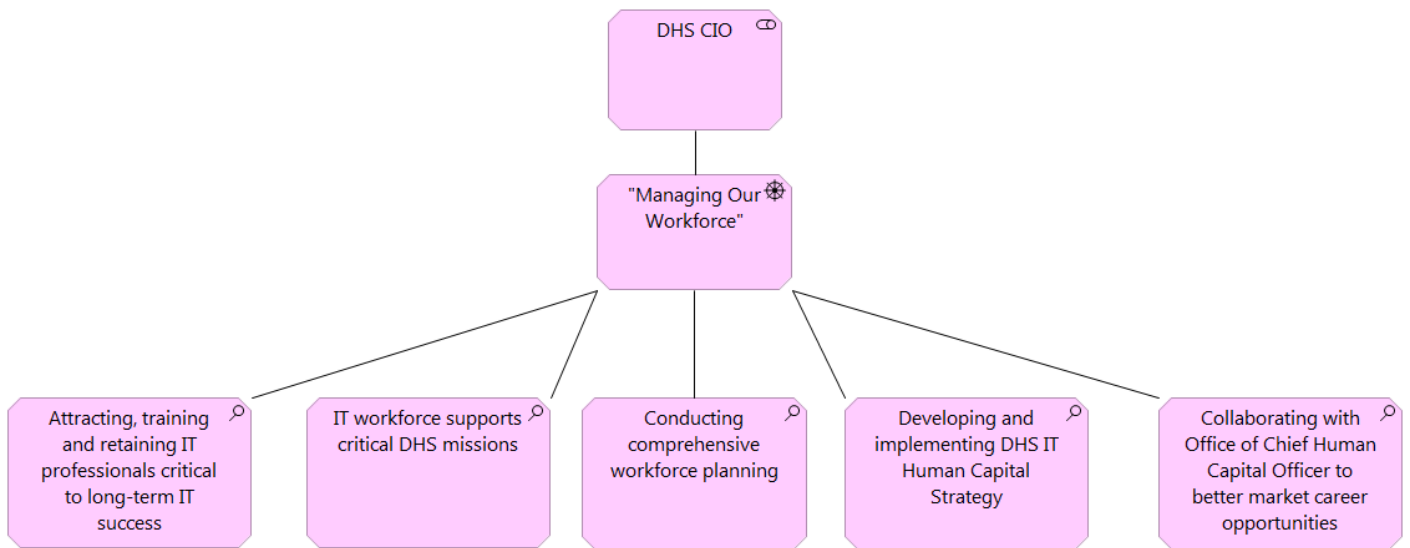 DHS CIO
"Managing Our
Workforce"
Attracting, training
and retaining IT
professionals critical
to long-term IT
success
IT workforce supports
critical DHS missions
Conducting
comprehensive
workforce planning
Developing and
implementing DHS IT
Human Capital
Strategy
Collaborating with
Office of Chief Human
Capital Officer to
better market career
opportunities